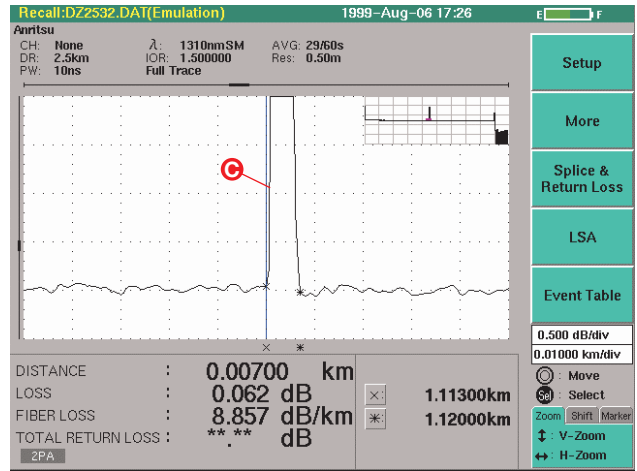 Recall:DZ2532.DAT(Emulation) 1999-Aug-06 17:26 E F
Anritsu
CH: None λ: 1310nmSM AVG: 29/60s
DR: 2.5km IOR: 1.500000 Res: 0.50m
PW: 10ns Full Trace
Setup
More
Splice &
Return Loss
LSA
Event Table
C
× *
0.500 dB/div
0.01000 km/div
: Move
Sel : Select
Zoom Shift Marker
↕ : V-Zoom
↔ : H-Zoom
DISTANCE : 0.00700 km
LOSS : 0.062 dB
FIBER LOSS : 8.857 dB/km
TOTAL RETURN LOSS : **.** dB
2PA
×: 1.11300km
*: 1.12000km